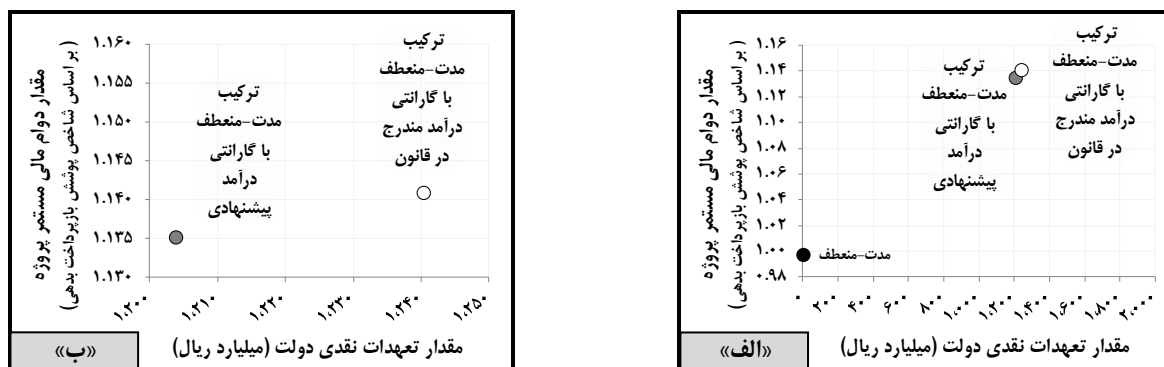 ۱.۱۶
۱.۱۴
۱.۱۲
۱.۱۰
۱.۰۸
۱.۰۶
۱.۰۴
۱.۰۲
۱.۰۰
۰.۹۸
مقدار دوام مالی مستمر پروژه
(بر اساس شاخص پوشش بازپرداخت بدهی)
ترکیب
مدت-منعطف
با گارانتی
درآمد مندرج
در قانون
ترکیب
مدت-منعطف
با گارانتی
درآمد
پیشنهادی
مدت-منعطف
۰
۲۰۰
۴۰۰
۶۰۰
۸۰۰
۱،۰۰۰
۱،۲۰۰
۱،۴۰۰
۱،۶۰۰
۱،۸۰۰
۲،۰۰۰
مقدار تعهدات نقدی دولت (میلیارد ریال)
«الف»
۱.۱۶۰
۱.۱۵۵
۱.۱۵۰
۱.۱۴۵
۱.۱۴۰
۱.۱۳۵
۱.۱۳۰
مقدار دوام مالی مستمر پروژه
(بر اساس شاخص پوشش بازپرداخت بدهی)
ترکیب
مدت-منعطف
با گارانتی
درآمد مندرج
در قانون
ترکیب
مدت-منعطف
با گارانتی
درآمد
پیشنهادی
۱،۲۰۰
۱،۲۱۰
۱،۲۲۰
۱،۲۳۰
۱،۲۴۰
۱،۲۵۰
مقدار تعهدات نقدی دولت (میلیارد ریال)
«ب»